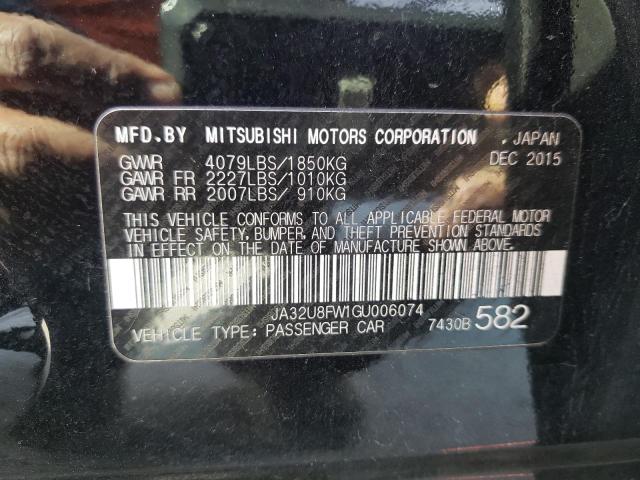 MFD.BY MITSUBISHI MOTORS CORPORATION . JAPAN
GVWR 4079LBS/1850KG DEC 2015
GAWR FR 2227LBS/1010KG
GAWR RR 2007LBS/ 910KG
THIS VEHICLE CONFORMS TO ALL APPLICABLE FEDERAL MOTOR
VEHICLE SAFETY, BUMPER, AND THEFT PREVENTION STANDARDS
IN EFFECT ON THE DATE OF MANUFACTURE SHOWN ABOVE.
JA32U8FW1GU006074
VEHICLE TYPE: PASSENGER CAR 7430B 582